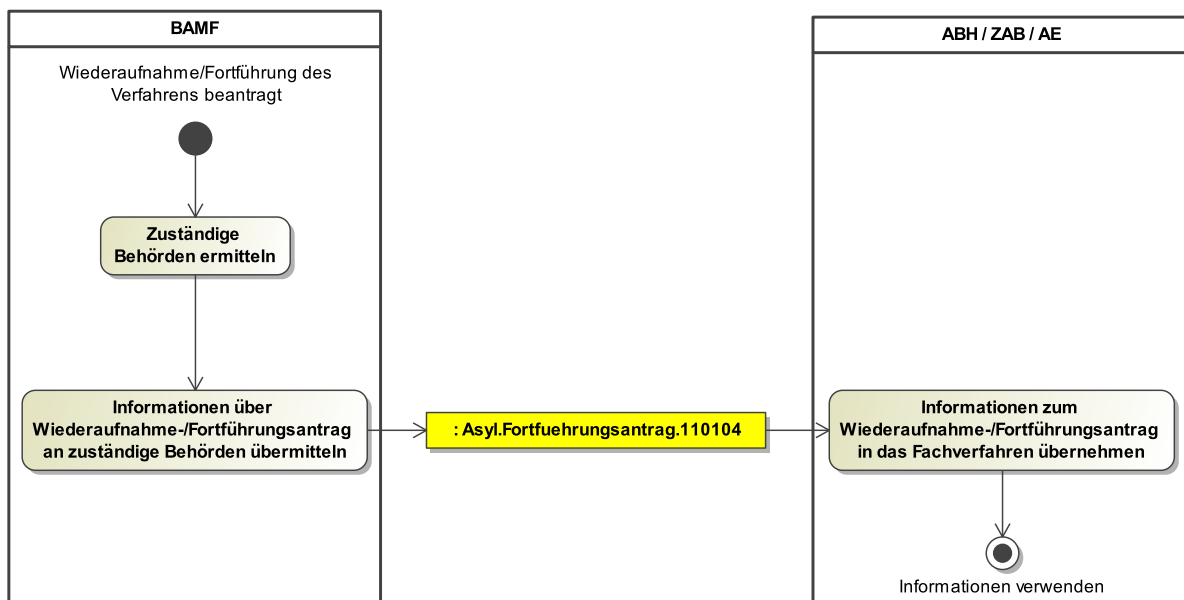 BAMF
Wiederaufnahme/Fortführung des
Verfahrens beantragt
Zuständige
Behörden ermitteln
Informationen über
Wiederaufnahme-/Fortführungsantrag
an zuständige Behörden übermitteln
: Asyl.Fortfuehrungsantrag.110104
ABH / ZAB / AE
Informationen zum
Wiederaufnahme-/Fortführungsantrag
in das Fachverfahren übernehmen
Informationen verwenden